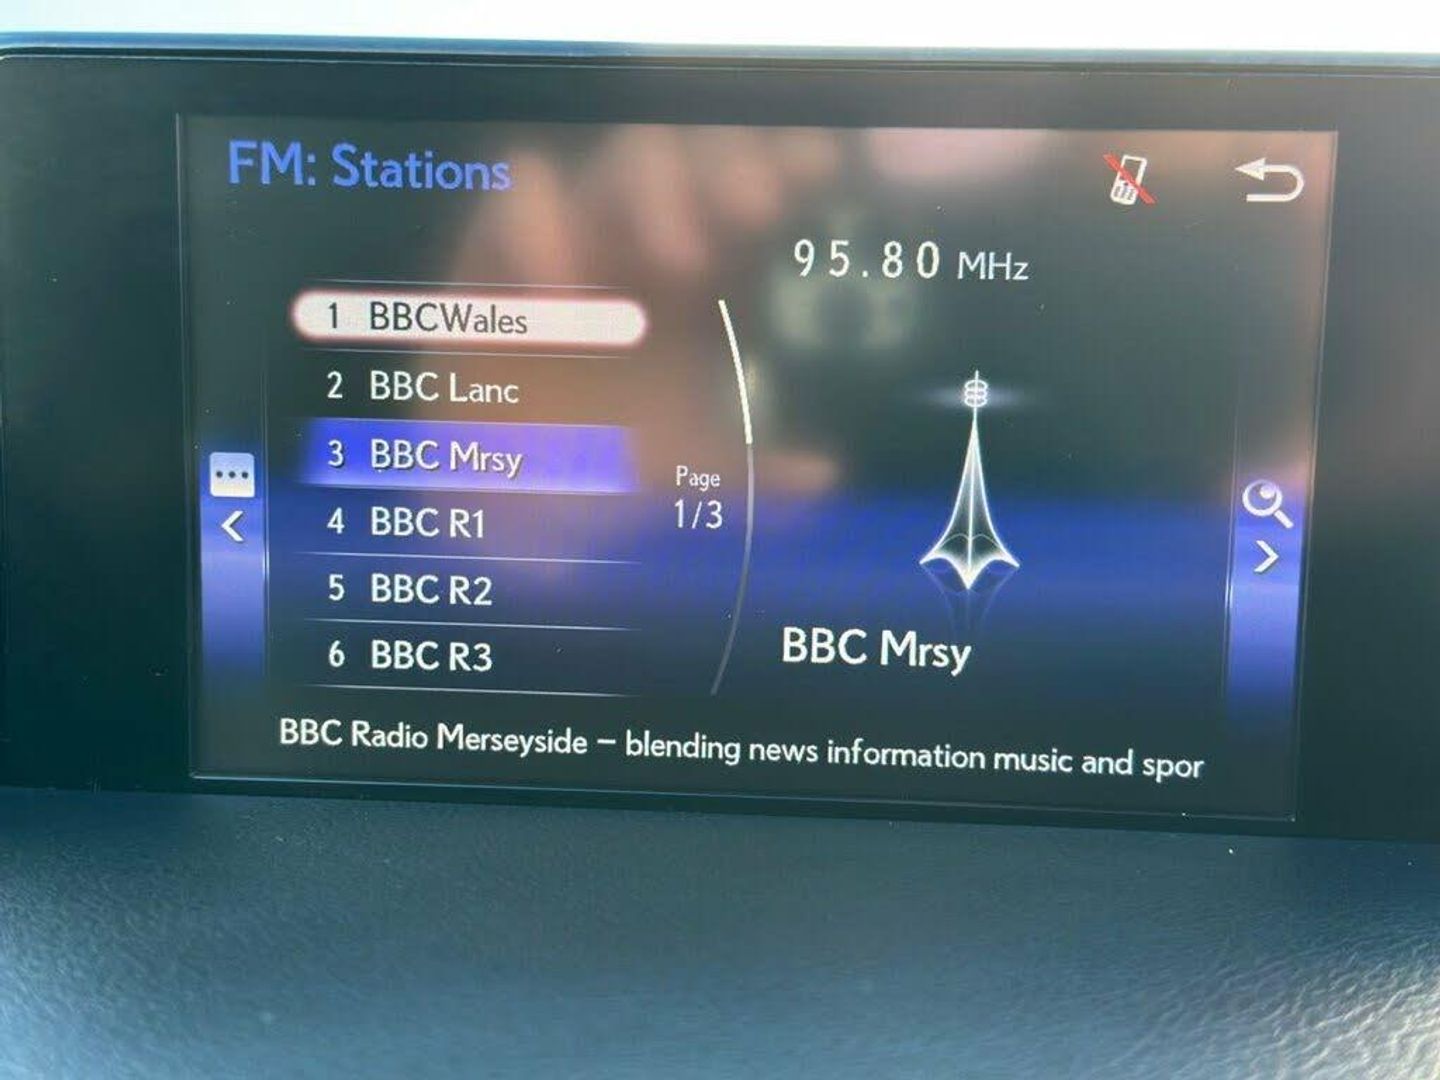 FM: Stations
95.80 MHz
1 BBCWales
2 BBC Lanc
3 BBC Mrsy
4 BBC R1
5 BBC R2
6 BBC R3
Page
1/3
BBC Mrsy
BBC Radio Merseyside – blending news information music and spor